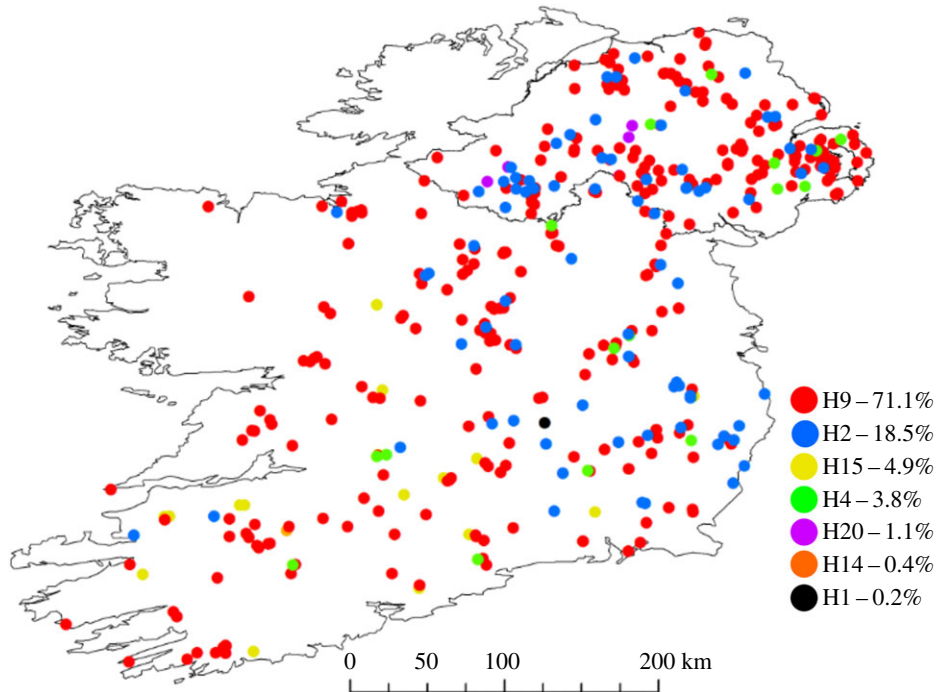 H9 – 71.1%
H2 – 18.5%
H15 – 4.9%
H4 – 3.8%
H20 – 1.1%
H14 – 0.4%
H1 – 0.2%
0 50 100 200 km